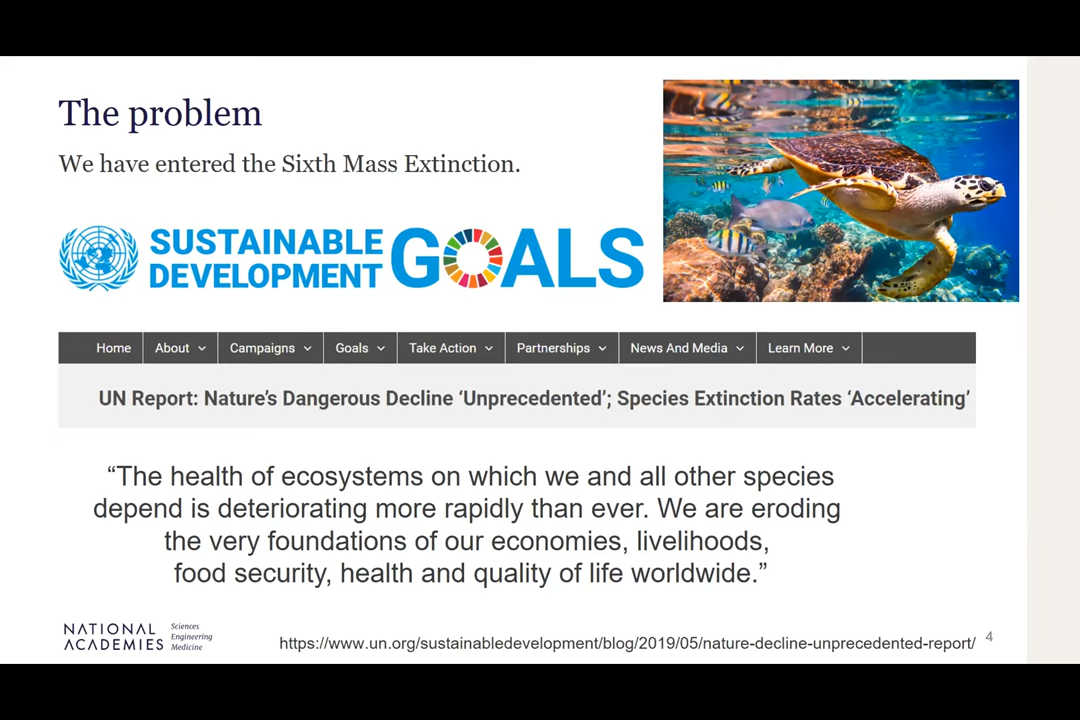 The problem
We have entered the Sixth Mass Extinction.
SUSTAINABLE
DEVELOPMENT
GOALS
Home About Campaigns Goals Take Action Partnerships News And Media Learn More
UN Report: Nature’s Dangerous Decline ‘Unprecedented’; Species Extinction Rates ‘Accelerating’
“The health of ecosystems on which we and all other species
depend is deteriorating more rapidly than ever. We are eroding
the very foundations of our economies, livelihoods,
food security, health and quality of life worldwide.”
NATIONAL
ACADEMIES
Sciences
Engineering
Medicine
https://www.un.org/sustainabledevelopment/blog/2019/05/nature-decline-unprecedented-report/
4